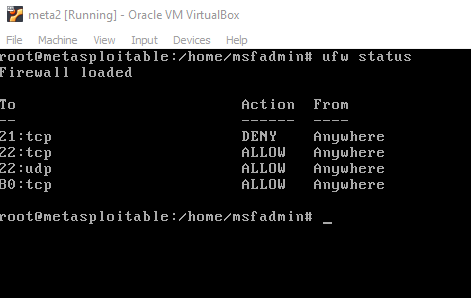 meta2 [Running] - Oracle VM VirtualBox
File Machine View Input Devices Help
root@metasploitable:/home/msfadmin# ufw status
Firewall loaded
To Action From
-- ------ ----
21:tcp DENY Anywhere
22:tcp ALLOW Anywhere
22:udp ALLOW Anywhere
80:tcp ALLOW Anywhere
root@metasploitable:/home/msfadmin# _